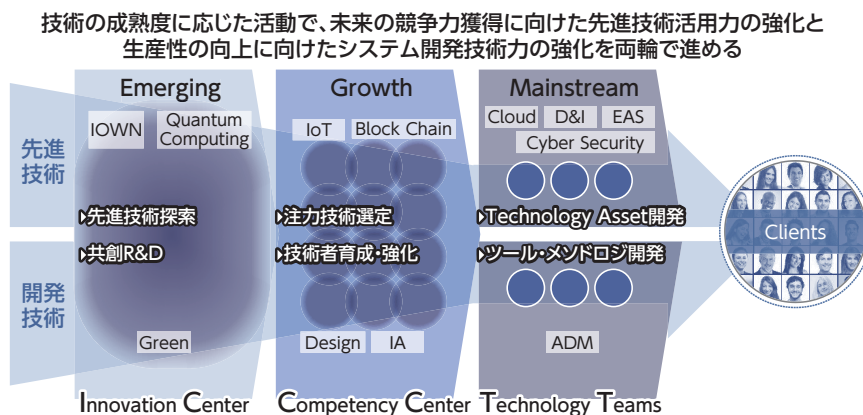 技術の成熟度に応じた活動で、未来の競争力獲得に向けた先進技術活用力の強化と
生産性の向上に向けたシステム開発技術力の強化を両輪で進める
Emerging
Growth
Mainstream
先進
技術
IOWN
Quantum
Computing
IoT
Block Chain
Cloud
D&I
EAS
Cyber Security
先進技術探索
注力技術選定
Technology Asset開発
Clients
共創R&D
技術者育成・強化
ツール・メソドロジ開発
開発
技術
Green
Design
IA
ADM
Innovation Center
Competency Center
Technology Teams